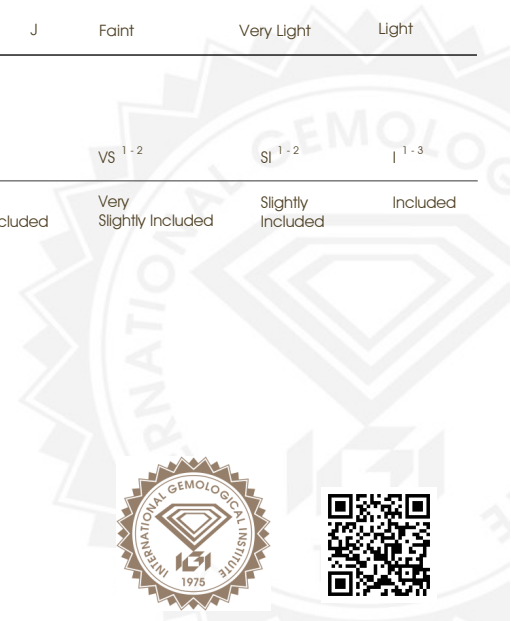 J Faint Very Light Light
VS 1 - 2 SI 1 - 2 I 1 - 3
Very Slightly Included
cluded Slightly Included Included
INTERNATIONAL GEMOLOGICAL INSTITUTE
IGI
1975